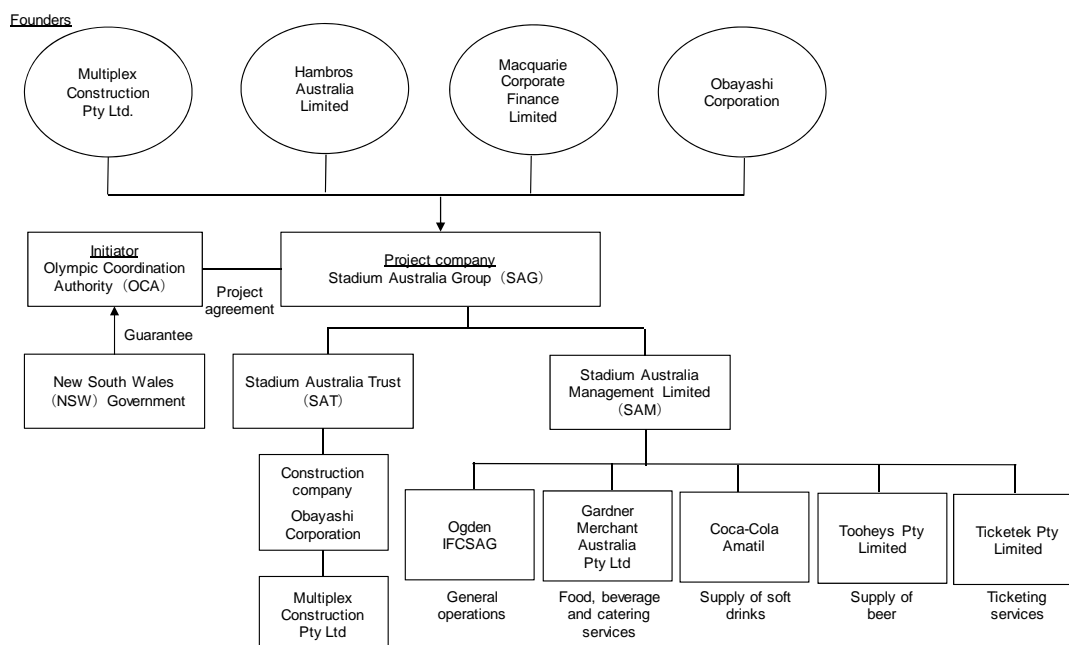 Founders
Multiplex
Construction
Pty Ltd.
Hambros
Australia
Limited
Macquarie
Corporate
Finance
Limited
Obayashi
Corporation
Initiator
Olympic Coordination
Authority（OCA）
Project
agreement
Project company
Stadium Australia Group（SAG）
Guarantee
New South Wales
（NSW）Government
Stadium Australia Trust
（SAT）
Stadium Australia
Management Limited
（SAM）
Construction
company
Obayashi
Corporation
Multiplex
Construction
Pty Ltd
Ogden
IFCSAG
General
operations
Gardner
Merchant
Australia
Pty Ltd
Food, beverage
and catering
services
Coca-Cola
Amatil
Supply of soft
drinks
Tooheys Pty
Limited
Supply of
beer
Ticketek Pty
Limited
Ticketing
services